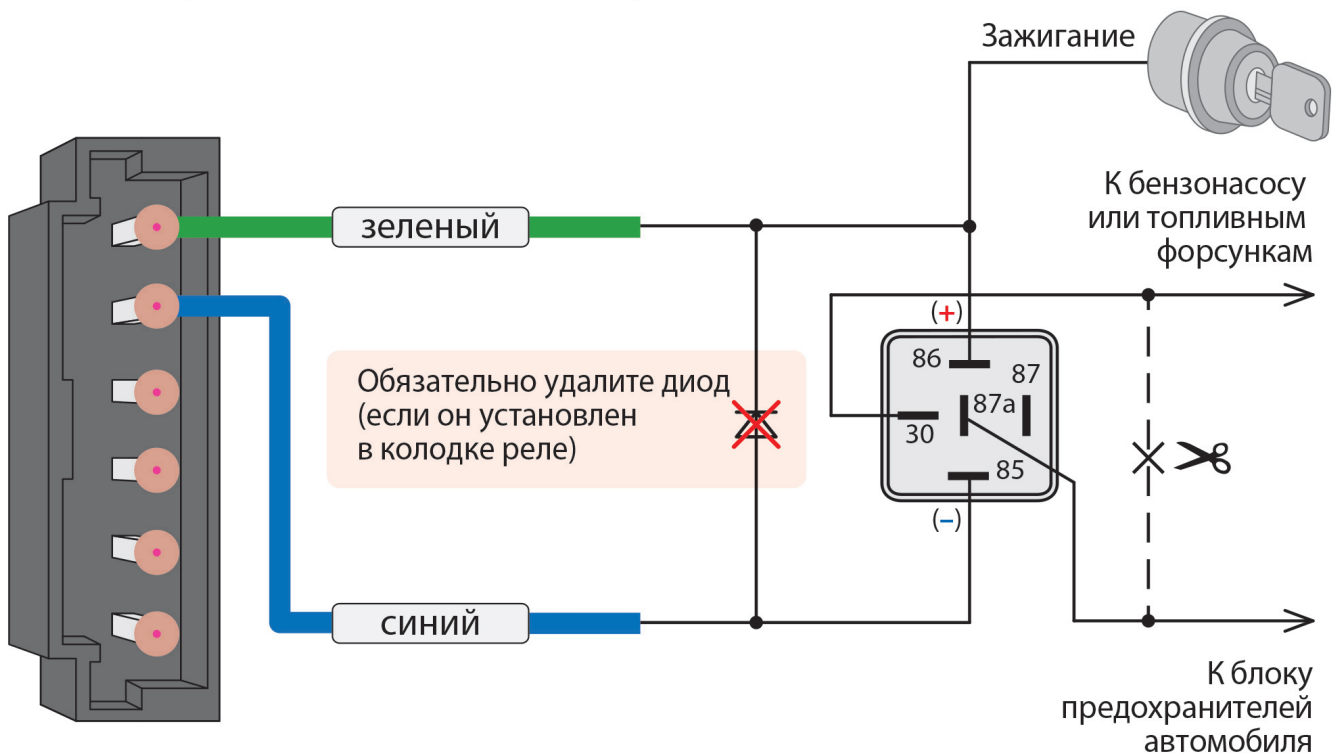 Зажигание
К бензонасосу
или топливным
форсункам
зеленый
(+)
86
87
87a
30
85
(–)
Обязательно удалите диод
(если он установлен
в колодке реле)
синий
К блоку
предохранителей
автомобиля